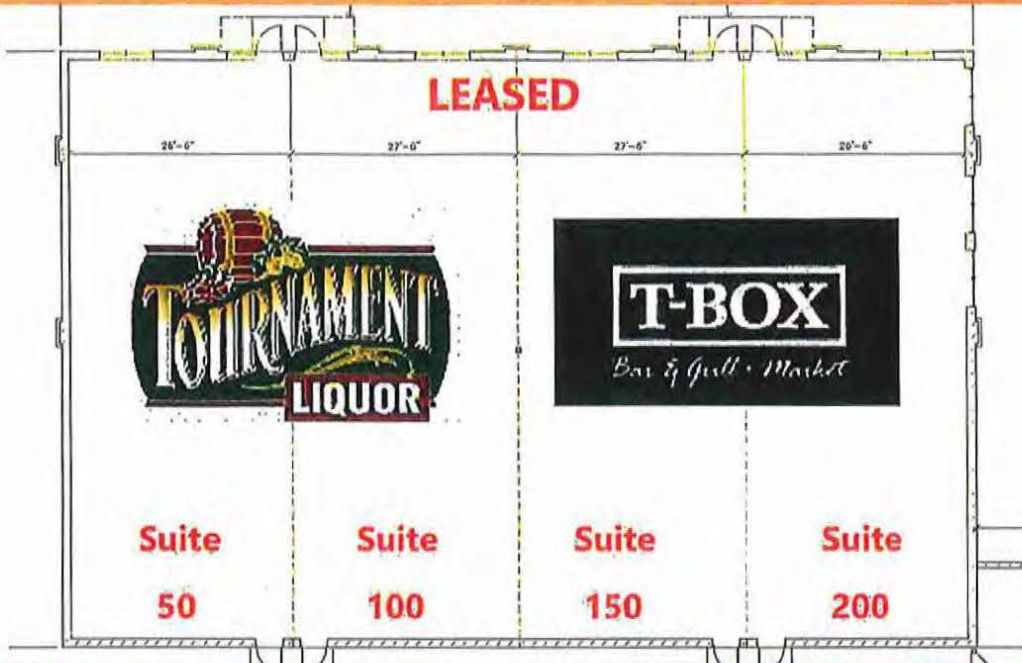 LEASED
26'-6" 27'-6" 27'-6" 26'-6"
TOURNAMENT
LIQUOR
T-BOX
Bar & Grill • Market
Suite Suite Suite Suite
50 100 150 200